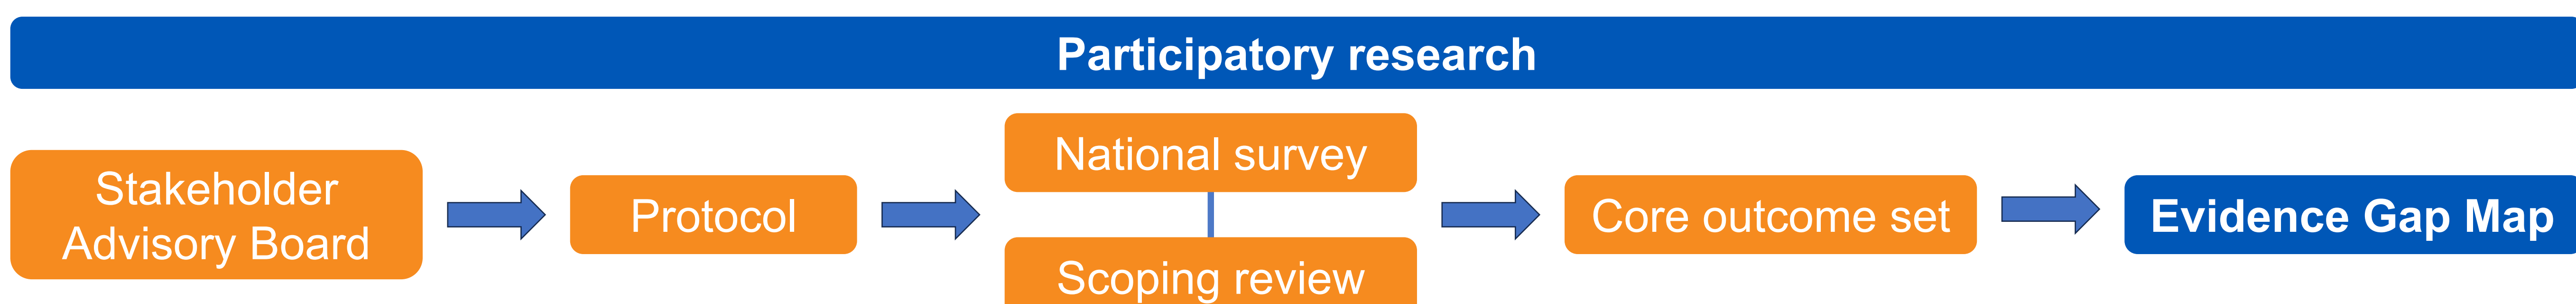 Participatory research
Stakeholder
Advisory Board
Protocol
National survey
Scoping review
Core outcome set
Evidence Gap Map